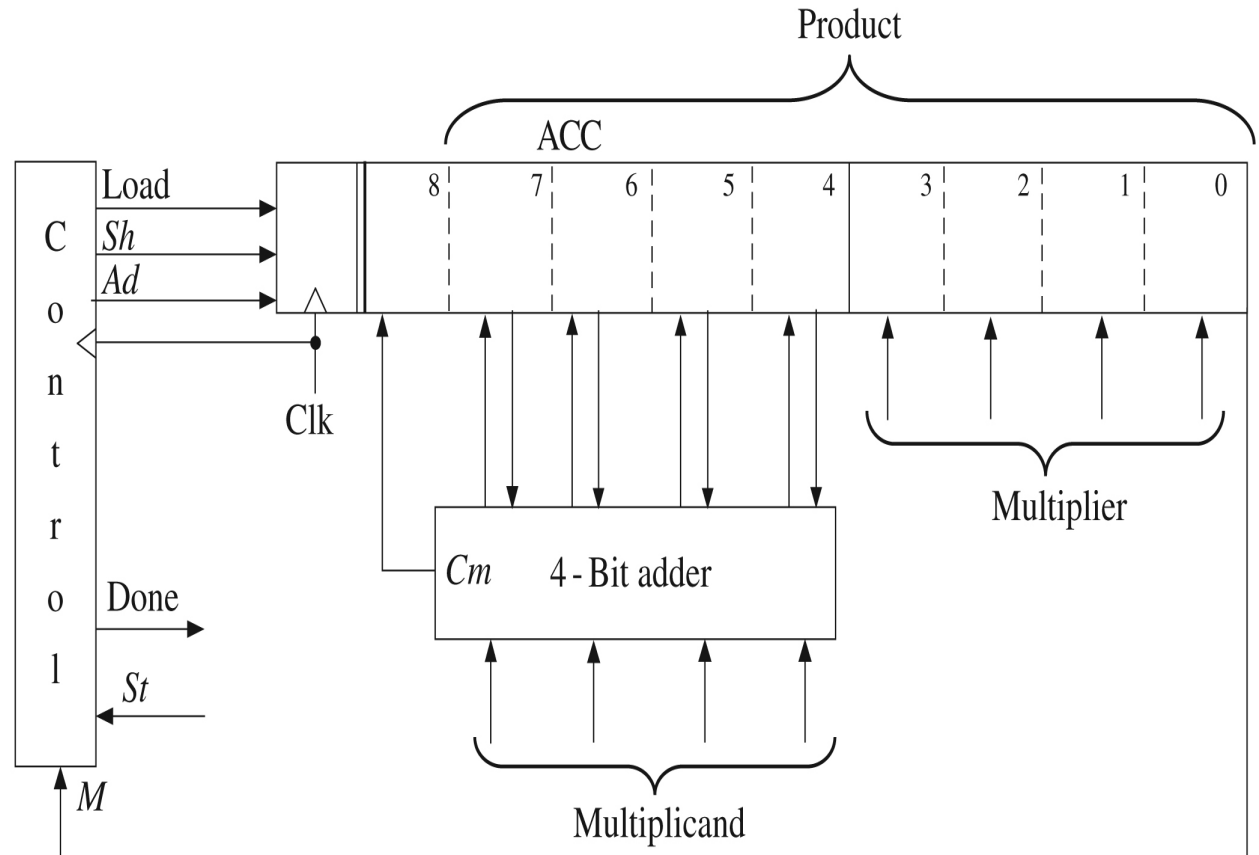 Product
ACC
Load
8 7 6 5 4 3 2 1 0
Sh
Ad
Control
Clk
Multiplier
Cm 4-Bit adder
Done
St
M
Multiplicand